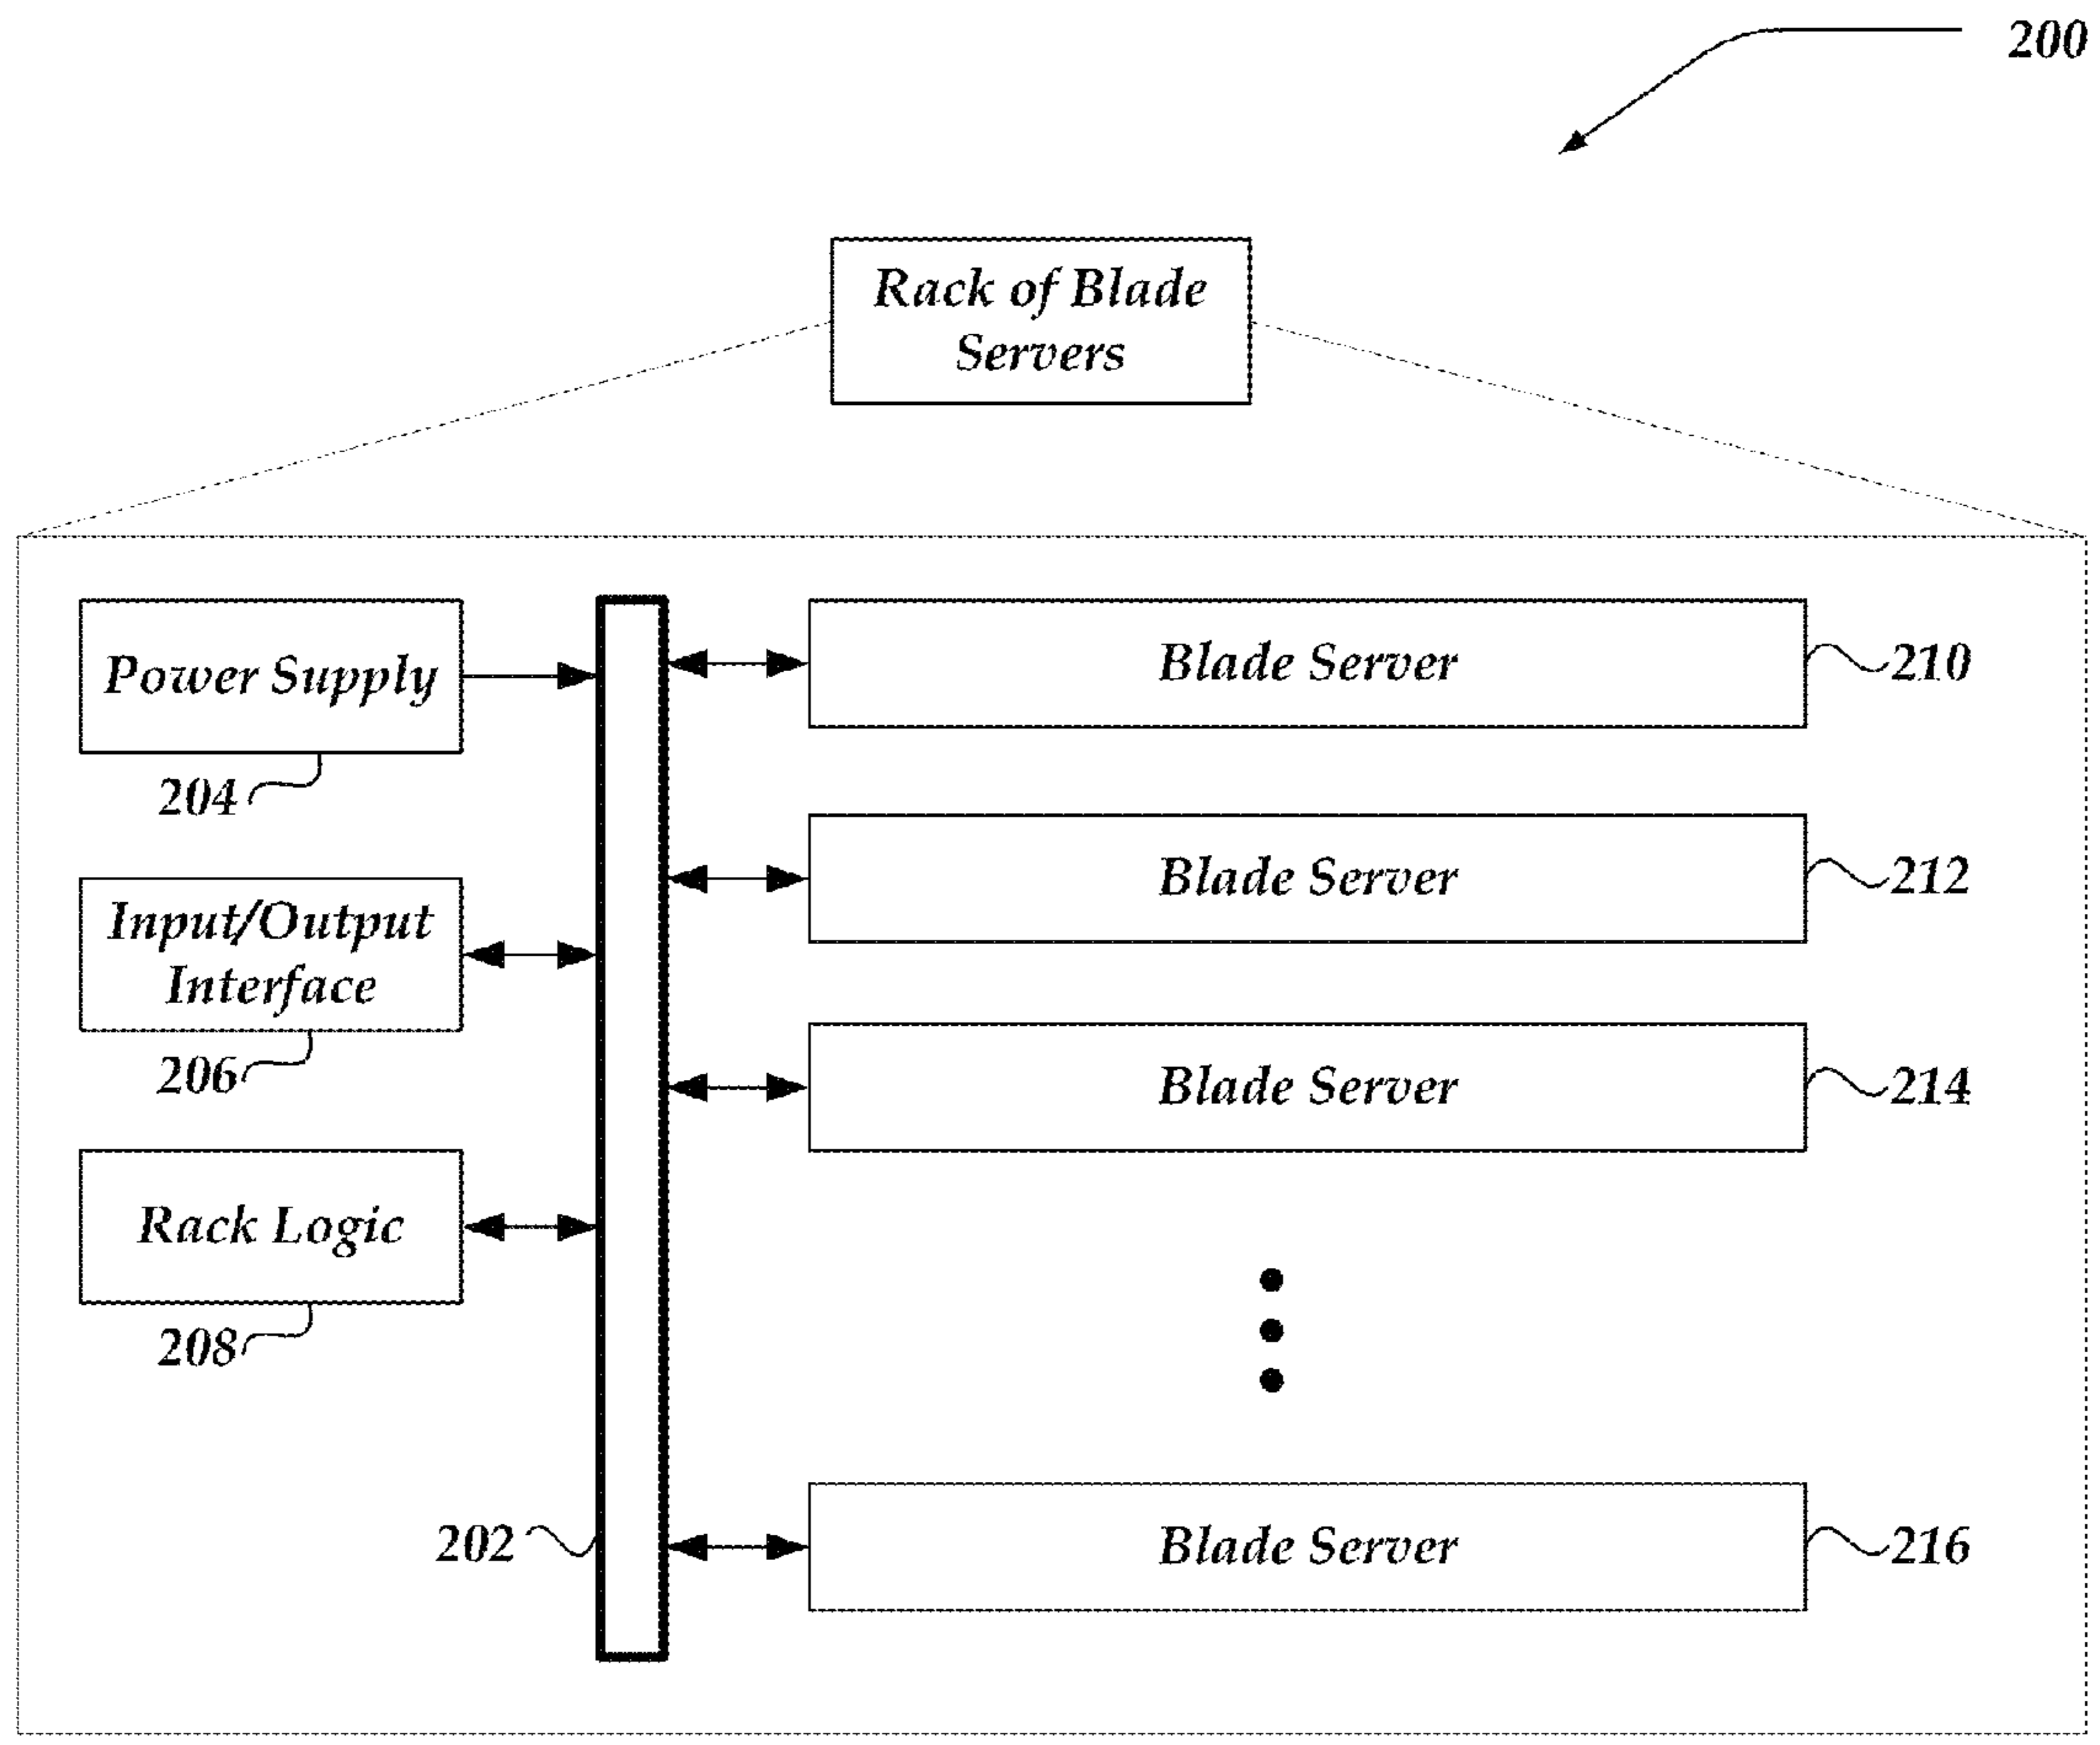 200
Rack of Blade
Servers
Power Supply
204
Input/Output
Interface
206
Rack Logic
208
202
Blade Server
210
Blade Server
212
Blade Server
214
Blade Server
216